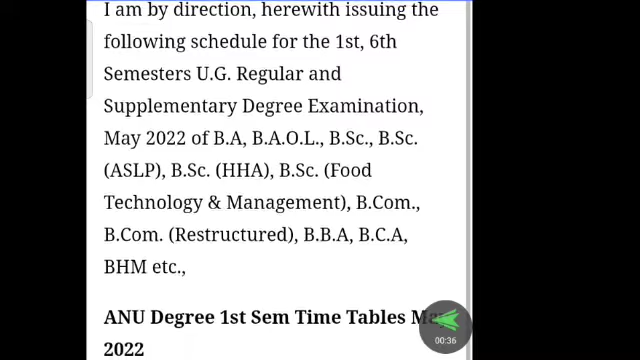 I am by direction, herewith issuing the
following schedule for the 1st, 6th
Semesters U.G. Regular and
Supplementary Degree Examination,
May 2022 of B.A, B.A.O.L., B.Sc., B.Sc.
(ASLP), B.Sc. (HHA), B.Sc. (Food
Technology & Management), B.Com.,
B.Com. (Restructured), B.B.A, B.C.A,
BHM etc.,
ANU Degree 1st Sem Time Tables May
2022
00:36